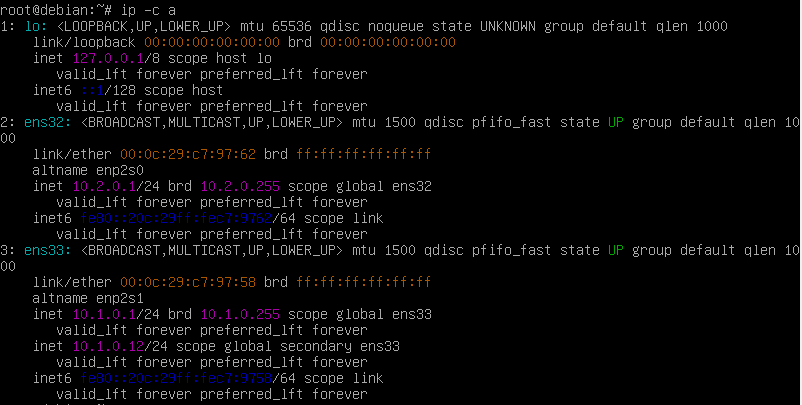 root@debian:~# ip -c a
1: lo: <LOOPBACK,UP,LOWER_UP> mtu 65536 qdisc noqueue state UNKNOWN group default qlen 1000
    link/loopback 00:00:00:00:00:00 brd 00:00:00:00:00:00
    inet 127.0.0.1/8 scope host lo
       valid_lft forever preferred_lft forever
    inet6 ::1/128 scope host
       valid_lft forever preferred_lft forever
2: ens32: <BROADCAST,MULTICAST,UP,LOWER_UP> mtu 1500 qdisc pfifo_fast state UP group default qlen 10
00
    link/ether 00:0c:29:c7:97:62 brd ff:ff:ff:ff:ff:ff
    altname enp2s0
    inet 10.2.0.1/24 brd 10.2.0.255 scope global ens32
       valid_lft forever preferred_lft forever
    inet6 fe80::20c:29ff:fec7:9762/64 scope link
       valid_lft forever preferred_lft forever
3: ens33: <BROADCAST,MULTICAST,UP,LOWER_UP> mtu 1500 qdisc pfifo_fast state UP group default qlen 10
00
    link/ether 00:0c:29:c7:97:58 brd ff:ff:ff:ff:ff:ff
    altname enp2s1
    inet 10.1.0.1/24 brd 10.1.0.255 scope global ens33
       valid_lft forever preferred_lft forever
    inet 10.1.0.12/24 scope global secondary ens33
       valid_lft forever preferred_lft forever
    inet6 fe80::20c:29ff:fec7:9758/64 scope link
       valid_lft forever preferred_lft forever